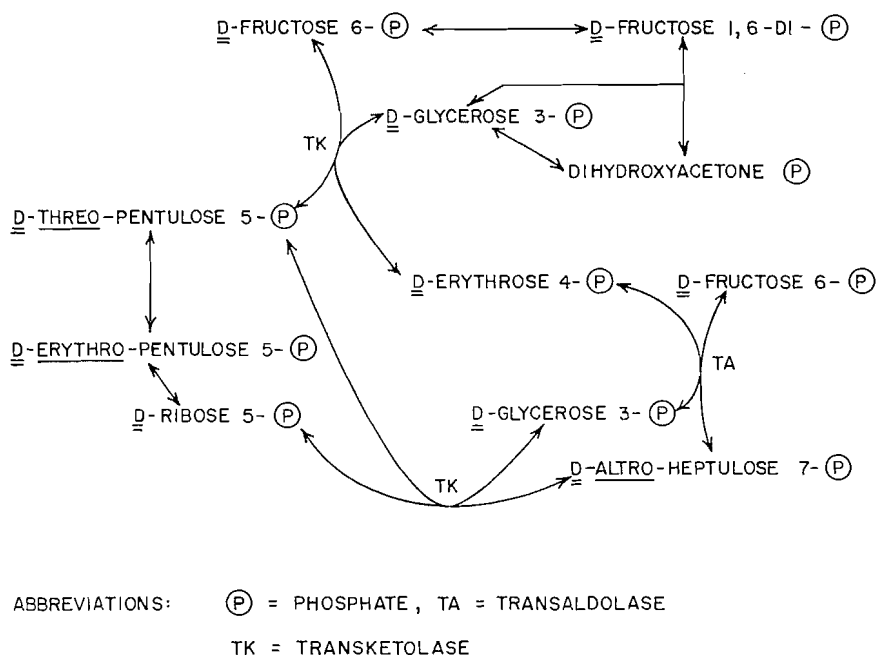 D-FRUCTOSE 6-Ⓟ
D-FRUCTOSE 1,6-DI-Ⓟ
D-GLYCEROSE 3-Ⓟ
TK
DIHYDROXYACETONE Ⓟ
D-THREO-PENTULOSE 5-Ⓟ
D-ERYTHROSE 4-Ⓟ
D-FRUCTOSE 6-Ⓟ
D-ERYTHRO-PENTULOSE 5-Ⓟ
TA
D-RIBOSE 5-Ⓟ
D-GLYCEROSE 3-Ⓟ
D-ALTRO-HEPTULOSE 7-Ⓟ
TK
ABBREVIATIONS: Ⓟ = PHOSPHATE, TA = TRANSALDOLASE
TK = TRANSKETOLASE